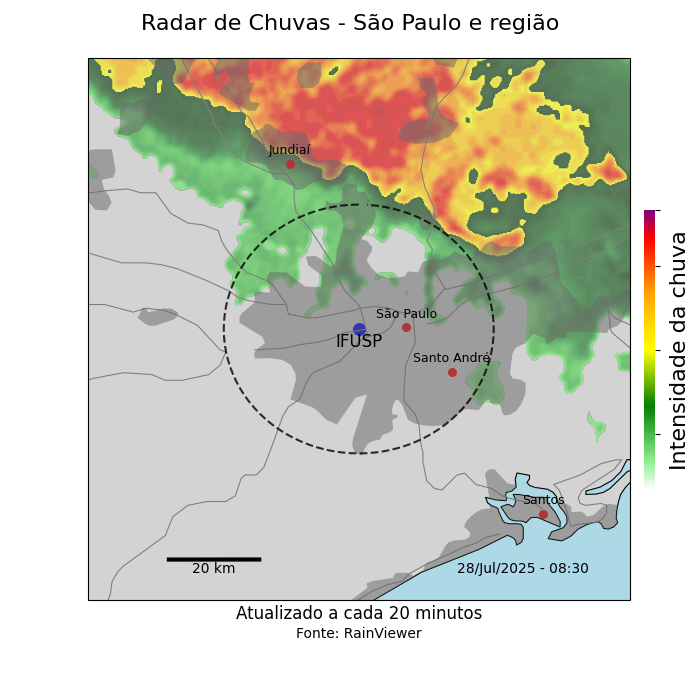 Radar de Chuvas - São Paulo e região
Jundiaí
São Paulo
IFUSP
Santo André
Santos
20 km
28/Jul/2025 - 08:30
Intensidade da chuva
Atualizado a cada 20 minutos
Fonte: RainViewer